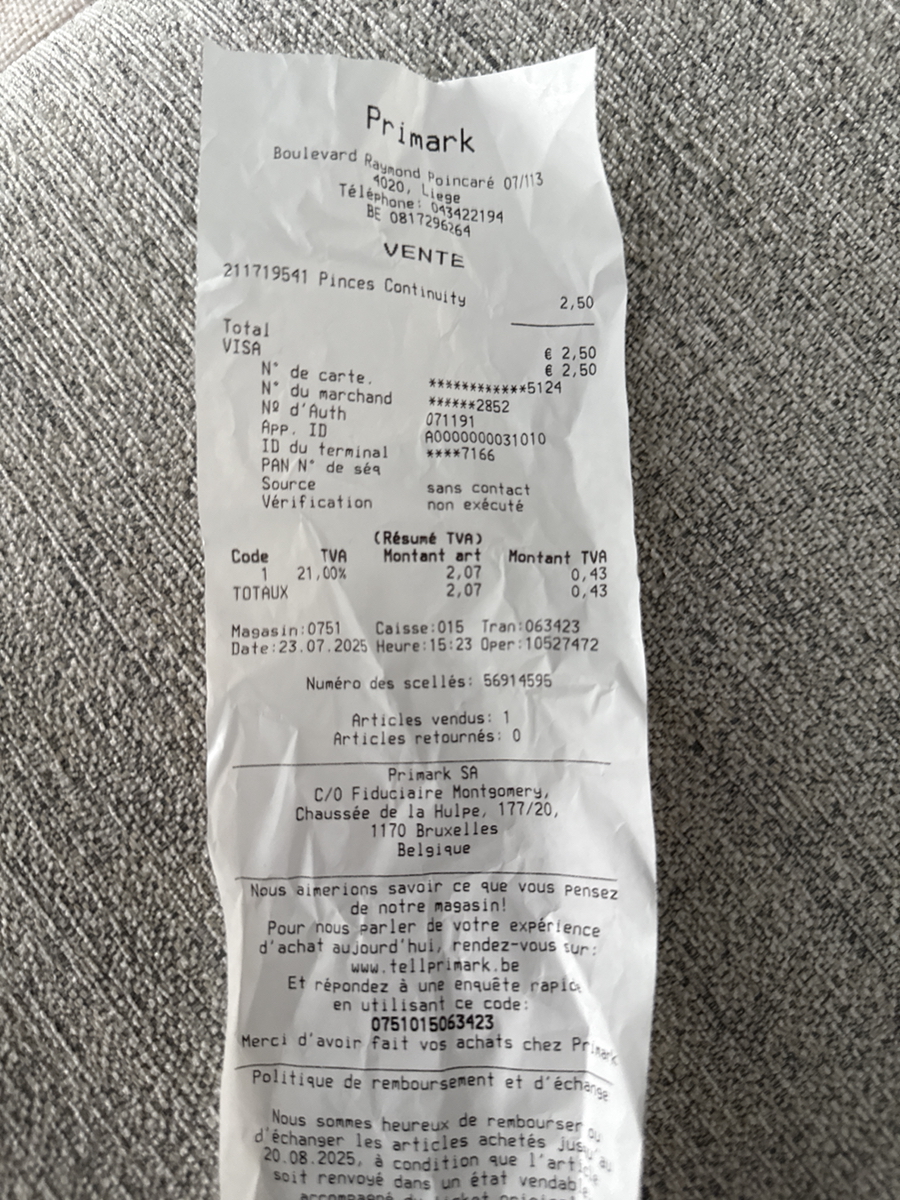 Primark
Boulevard Raymond Poincaré 07/113
4020, Liege
Téléphone: 043422194
BE 0817296264
VENTE
211719541 Pinces Continuity 2,50
Total € 2,50
VISA € 2,50
N° de carte. ************5124
N° du marchand ******2852
Nº d'Auth 071191
App. ID A0000000031010
ID du terminal ****7166
PAN N° de séq
Source sans contact
Vérification non exécuté
(Résumé TVA)
Code TVA Montant art Montant TVA
1 21,00% 2,07 0,43
TOTAUX 2,07 0,43
Magasin:0751 Caisse:015 Tran:063423
Date:23.07.2025 Heure:15:23 Oper:10527472
Numéro des scellés: 56914595
Articles vendus: 1
Articles retournés: 0
Primark SA
C/O Fiduciaire Montgomery,
Chaussée de la Hulpe, 177/20,
1170 Bruxelles
Belgique
Nous aimerions savoir ce que vous pensez
de notre magasin!
Pour nous parler de votre expérience
d'achat aujourd'hui, rendez-vous sur:
www.tellprimark.be
Et répondez à une enquête rapide
en utilisant ce code:
0751015063423
Merci d'avoir fait vos achats chez Primark
Politique de remboursement et d'échange
Nous sommes heureux de rembourser ou
d'échanger les articles achetés jusqu'au
20.08.2025, à condition que l'article
soit renvoyé dans un état vendable
accompagné du ticket